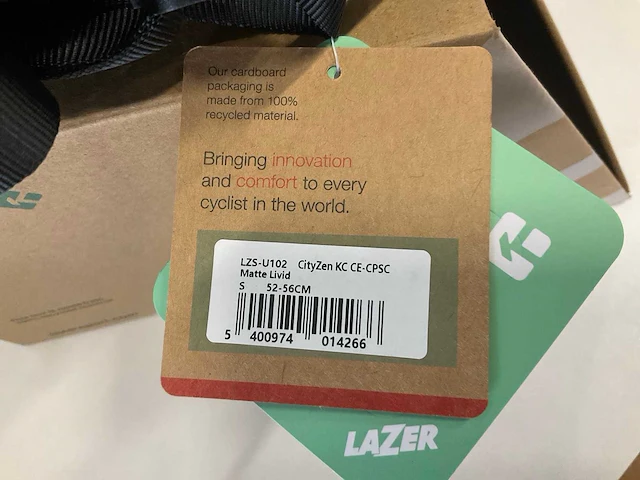 Our cardboard
packaging is
made from 100%
recycled material.
Bringing innovation
and comfort to every
cyclist in the world.
LZS-U102 CityZen KC CE-CPSC
Matte Livid
S 52-56CM
5 400974 014266
LAZER